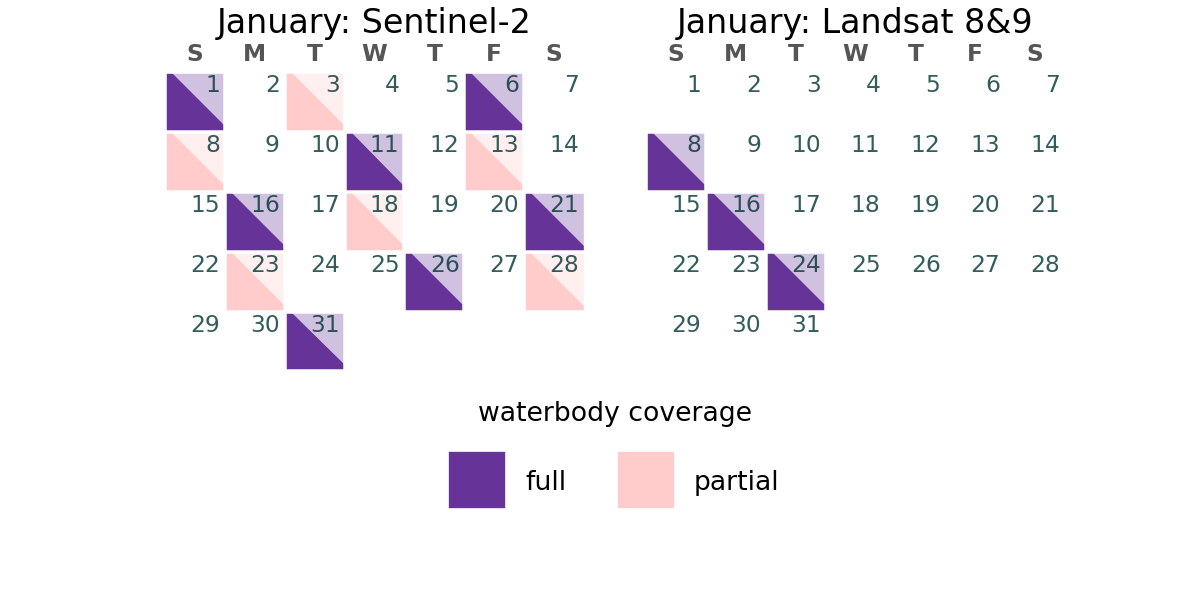 January: Sentinel-2
S M T W T F S
1 2 3 4 5 6 7
8 9 10 11 12 13 14
15 16 17 18 19 20 21
22 23 24 25 26 27 28
29 30 31
January: Landsat 8&9
S M T W T F S
1 2 3 4 5 6 7
8 9 10 11 12 13 14
15 16 17 18 19 20 21
22 23 24 25 26 27 28
29 30 31
waterbody coverage
full
partial